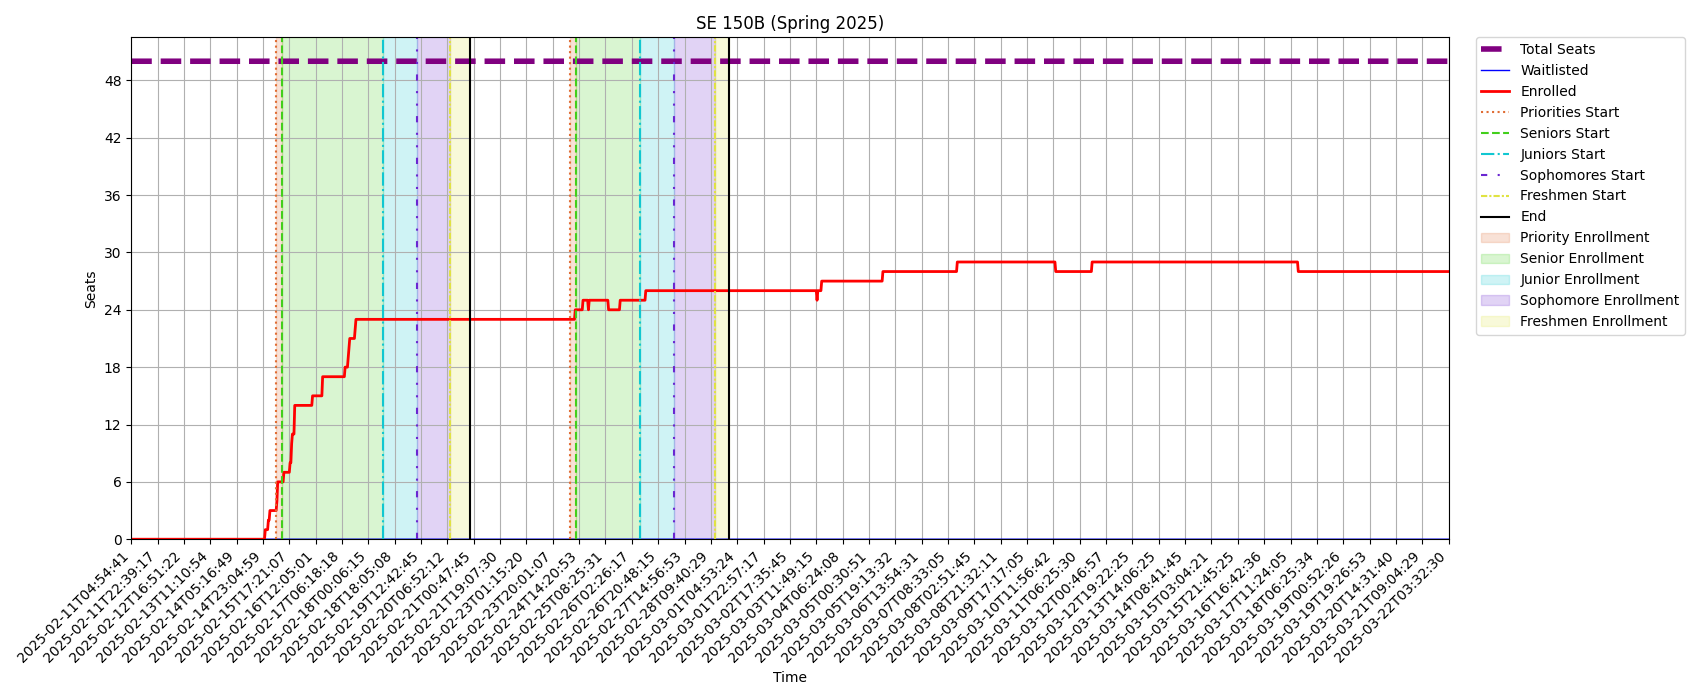 SE 150B (Spring 2025)
Seats
48
42
36
30
24
18
12
6
0
2025-02-11T04:54:41
2025-02-11T22:39:17
2025-02-12T16:51:22
2025-02-13T11:10:54
2025-02-14T05:16:49
2025-02-14T23:04:59
2025-02-15T17:21:07
2025-02-16T12:05:01
2025-02-17T06:18:18
2025-02-18T00:06:15
2025-02-18T18:05:08
2025-02-19T12:42:45
2025-02-20T06:52:12
2025-02-21T00:47:45
2025-02-23T01:15:20
2025-02-23T19:07:30
2025-02-23T20:01:07
2025-02-24T14:20:53
2025-02-25T08:25:31
2025-02-26T02:26:17
2025-02-26T20:48:15
2025-02-27T14:56:53
2025-02-28T09:40:29
2025-03-01T04:53:24
2025-03-01T22:57:17
2025-03-02T17:35:45
2025-03-03T11:49:15
2025-03-04T06:24:08
2025-03-05T00:30:51
2025-03-05T19:13:32
2025-03-06T13:54:31
2025-03-07T08:33:05
2025-03-08T02:51:45
2025-03-08T21:32:11
2025-03-09T17:17:05
2025-03-10T11:56:42
2025-03-11T06:25:30
2025-03-12T00:46:57
2025-03-12T19:22:25
2025-03-13T14:06:25
2025-03-14T08:41:45
2025-03-15T03:04:21
2025-03-15T21:45:25
2025-03-16T16:42:36
2025-03-17T11:24:05
2025-03-18T06:25:34
2025-03-19T00:52:26
2025-03-19T19:26:53
2025-03-20T14:31:40
2025-03-21T09:04:29
2025-03-22T03:32:30
Time
Total Seats
Waitlisted
Enrolled
Priorities Start
Seniors Start
Juniors Start
Sophomores Start
Freshmen Start
End
Priority Enrollment
Senior Enrollment
Junior Enrollment
Sophomore Enrollment
Freshmen Enrollment